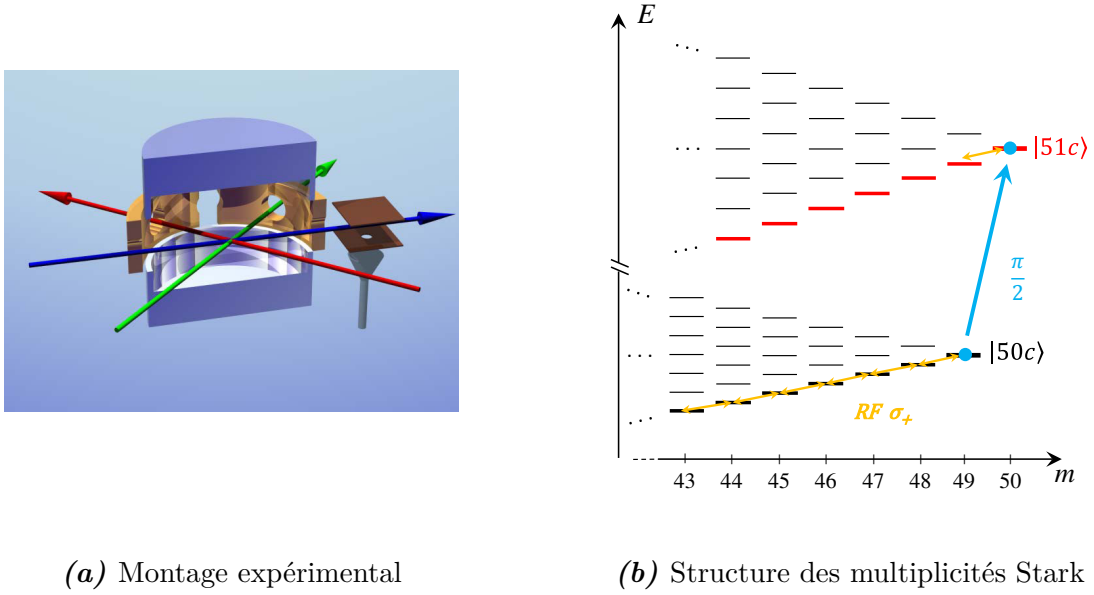 E
|51c⟩
π
2
|50c⟩
RF σ+
43 44 45 46 47 48 49 50 m
(a) Montage expérimental
(b) Structure des multiplicités Stark